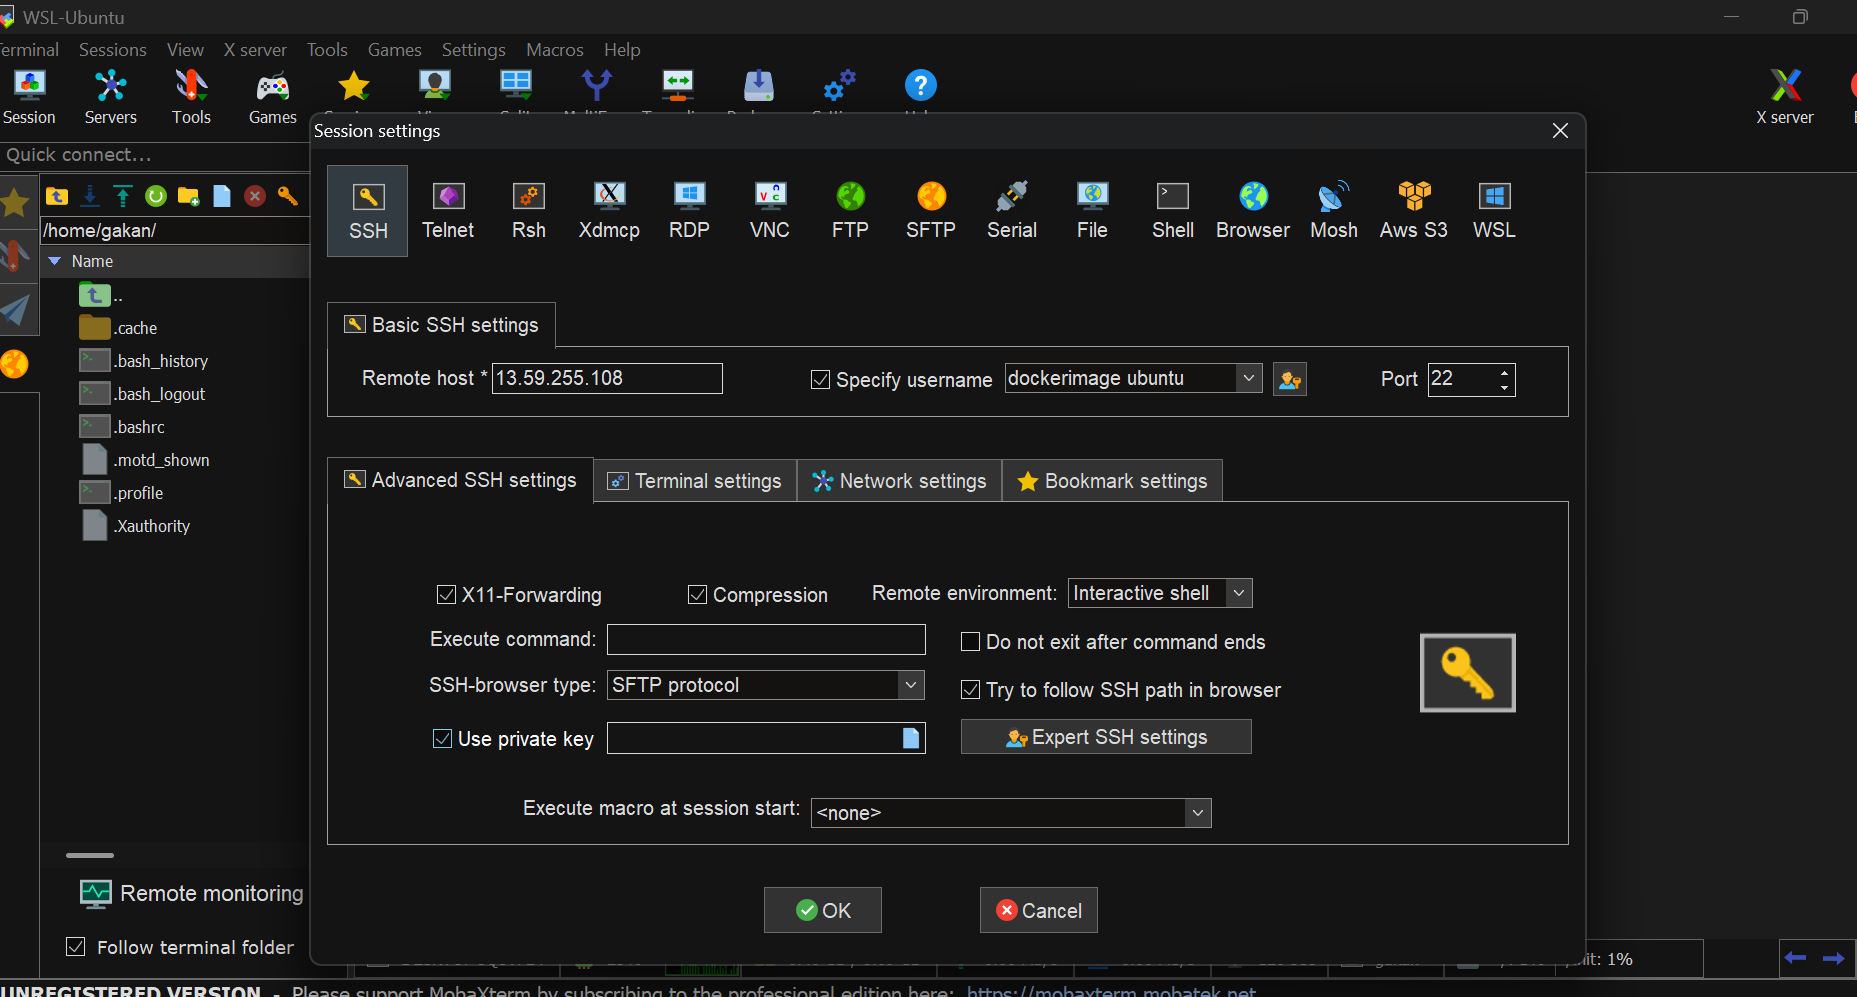 WSL-Ubuntu
Terminal Sessions View X server Tools Games Settings Macros Help
Session Servers Tools Games X server
Quick connect...
/home/gakan/
Name
..
.cache
.bash_history
.bash_logout
.bashrc
.motd_shown
.profile
.Xauthority
Remote monitoring
Follow terminal folder
Session settings
SSH Telnet Rsh Xdmcp RDP VNC FTP SFTP Serial File Shell Browser Mosh Aws S3 WSL
Basic SSH settings
Remote host * 13.59.255.108 Specify username dockerimage ubuntu Port 22
Advanced SSH settings Terminal settings Network settings Bookmark settings
X11-Forwarding Compression Remote environment: Interactive shell
Execute command: Do not exit after command ends
SSH-browser type: SFTP protocol Try to follow SSH path in browser
Use private key Expert SSH settings
Execute macro at session start: <none>
OK Cancel
1%
UNREGISTERED VERSION - Please support MobaXterm by subscribing to the professional edition here: https://mobaxterm.mobatek.net